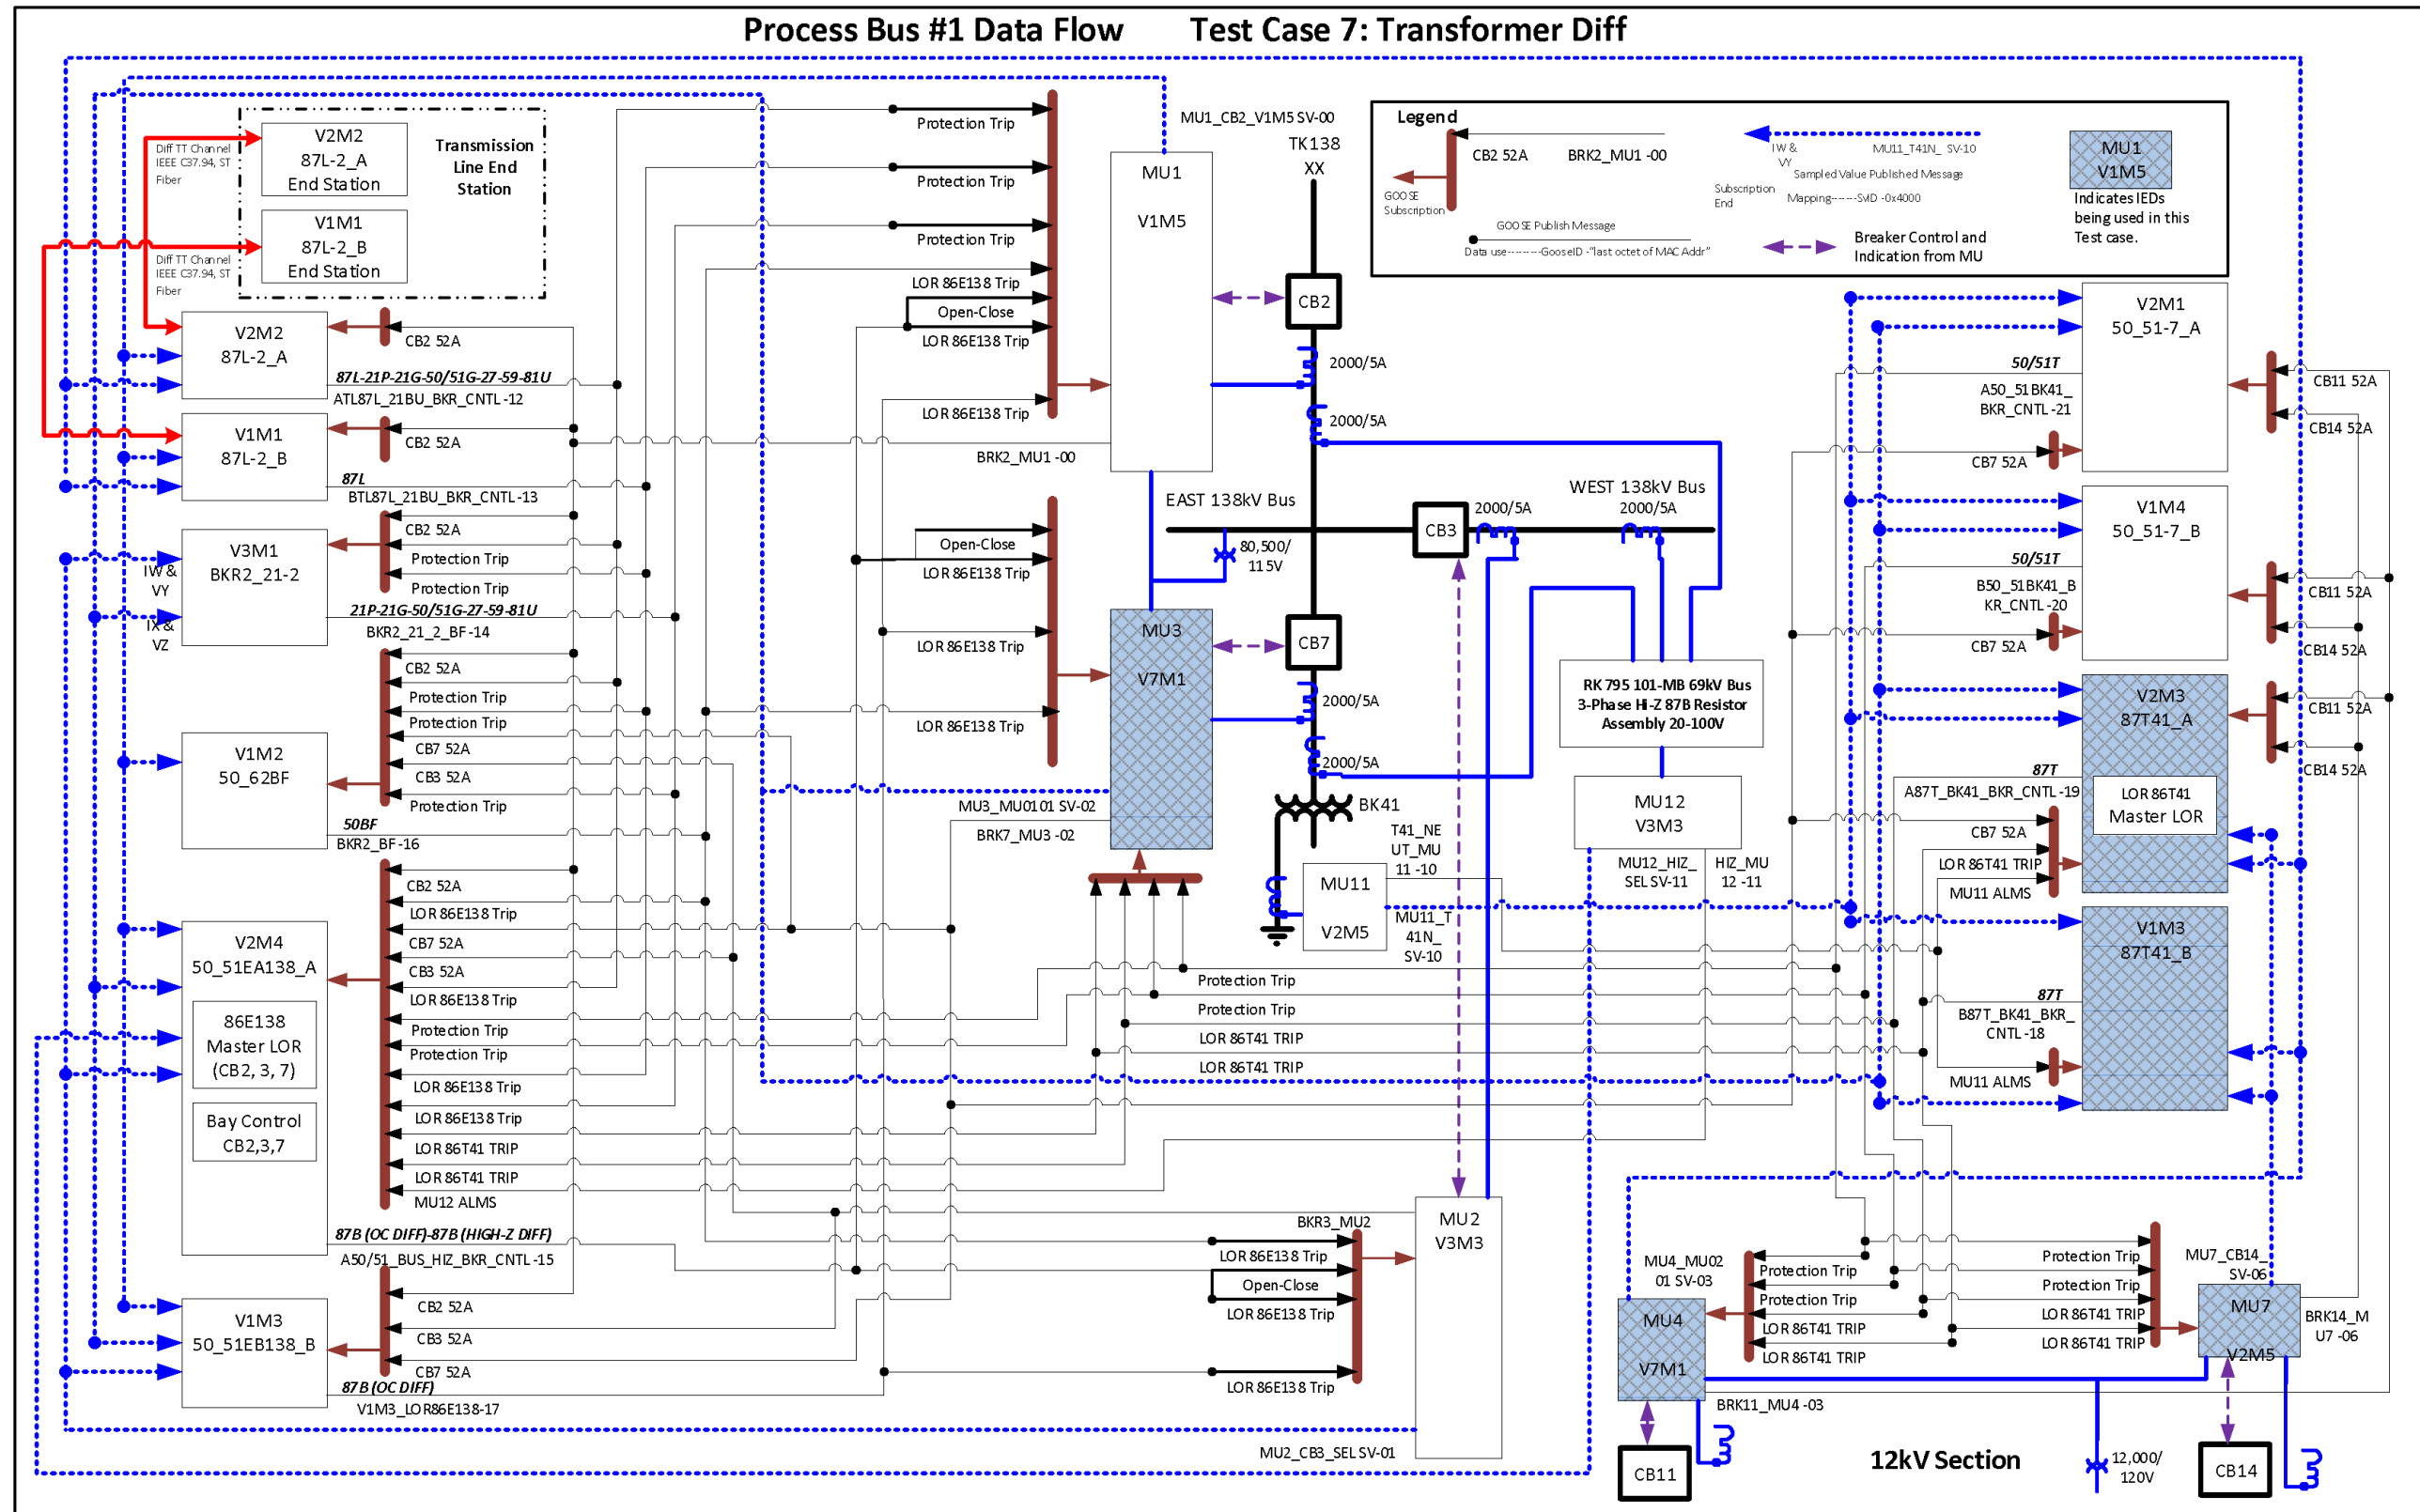 Process Bus #1 Data Flow Test Case 7: Transformer Diff
V2M2
87L-2_A
End Station
V1M1
87L-2_B
End Station
Transmission
Line End
Station
Diff TT Channel
IEEE C37.94, ST
Fiber
Diff TT Channel
IEEE C37.94, ST
Fiber
V2M2
87L-2_A
CB2 52A
87L-21P-21G-50/51G-27-59-81U
ATL87L_21BU_BKR_CNTL-12
V1M1
87L-2_B
CB2 52A
87L
BTL87L_21BU_BKR_CNTL-13
V3M1
BKR2_21-2
IW &
VY
IX &
VZ
CB2 52A
Protection Trip
Protection Trip
21P-21G-50/51G-27-59-81U
BKR2_21_2_BF-14
V1M2
50_62BF
CB2 52A
Protection Trip
Protection Trip
CB7 52A
CB3 52A
Protection Trip
50BF
BKR2_BF-16
V2M4
50_51EA138_A
86E138
Master LOR
(CB2, 3, 7)
Bay Control
CB2,3,7
CB2 52A
LOR 86E138 Trip
CB7 52A
CB3 52A
LOR 86E138 Trip
Protection Trip
Protection Trip
LOR 86E138 Trip
LOR 86E138 Trip
LOR 86T41 TRIP
LOR 86T41 TRIP
MU12 ALMS
87B (OC DIFF)-87B (HIGH-Z DIFF)
A50/51_BUS_HIZ_BKR_CNTL-15
V1M3
50_51EB138_B
CB2 52A
CB3 52A
CB7 52A
87B (OC DIFF)
V1M3_LOR86E138-17
Protection Trip
Protection Trip
Protection Trip
LOR 86E138 Trip
Open-Close
LOR 86E138 Trip
LOR 86E138 Trip
BRK2_MU1 -00
MU1
V1M5
MU1_CB2_V1M5 SV-00
TK138
XX
CB2
2000/5A
2000/5A
Open-Close
LOR 86E138 Trip
LOR 86E138 Trip
LOR 86E138 Trip
MU3_MU0101 SV-02
BRK7_MU3 -02
MU3
V7M1
EAST 138kV Bus
80,500/
115V
CB3
2000/5A
WEST 138kV Bus
2000/5A
CB7
2000/5A
2000/5A
BK41
RK 795 101-MB 69kV Bus
3-Phase Hi-Z 87B Resistor
Assembly 20-100V
MU12
V3M3
MU12_HIZ_
SEL SV-11
HIZ_MU
12 -11
T41_NE
UT_MU
11 -10
MU11
V2M5
MU11_T
41N_
SV-10
Protection Trip
Protection Trip
LOR 86T41 TRIP
LOR 86T41 TRIP
Legend
CB2 52A
BRK2_MU1 -00
GOOSE
Subscription
GOOSE Publish Message
Data use--------GooseID -"last octet of MAC Addr"
IW &
VY
MU11_T41N_ SV-10
Sampled Value Published Message
Subscription
End
Mapping-------SVID -0x4000
Breaker Control and
Indication from MU
MU1
V1M5
Indicates IEDs
being used in this
Test case.
V2M1
50_51-7_A
50/51T
A50_51BK41_
BKR_CNTL-21
CB7 52A
CB11 52A
CB14 52A
V1M4
50_51-7_B
50/51T
B50_51BK41_B
KR_CNTL-20
CB7 52A
CB11 52A
CB14 52A
V2M3
87T41_A
LOR 86T41
Master LOR
87T
A87T_BK41_BKR_CNTL-19
CB7 52A
LOR 86T41 TRIP
MU11 ALMS
CB11 52A
CB14 52A
V1M3
87T41_B
87T
B87T_BK41_BKR_
CNTL-18
MU11 ALMS
BKR3_MU2
LOR 86E138 Trip
Open-Close
LOR 86E138 Trip
LOR 86E138 Trip
MU2
V3M3
MU2_CB3_SEL SV-01
MU4_MU02
01 SV-03
Protection Trip
Protection Trip
LOR 86T41 TRIP
LOR 86T41 TRIP
MU4
V7M1
BRK11_MU4 -03
CB11
Protection Trip
Protection Trip
LOR 86T41 TRIP
LOR 86T41 TRIP
MU7_CB14_
SV-06
MU7
V2M5
BRK14_M
U7 -06
12kV Section
12,000/
120V
CB14